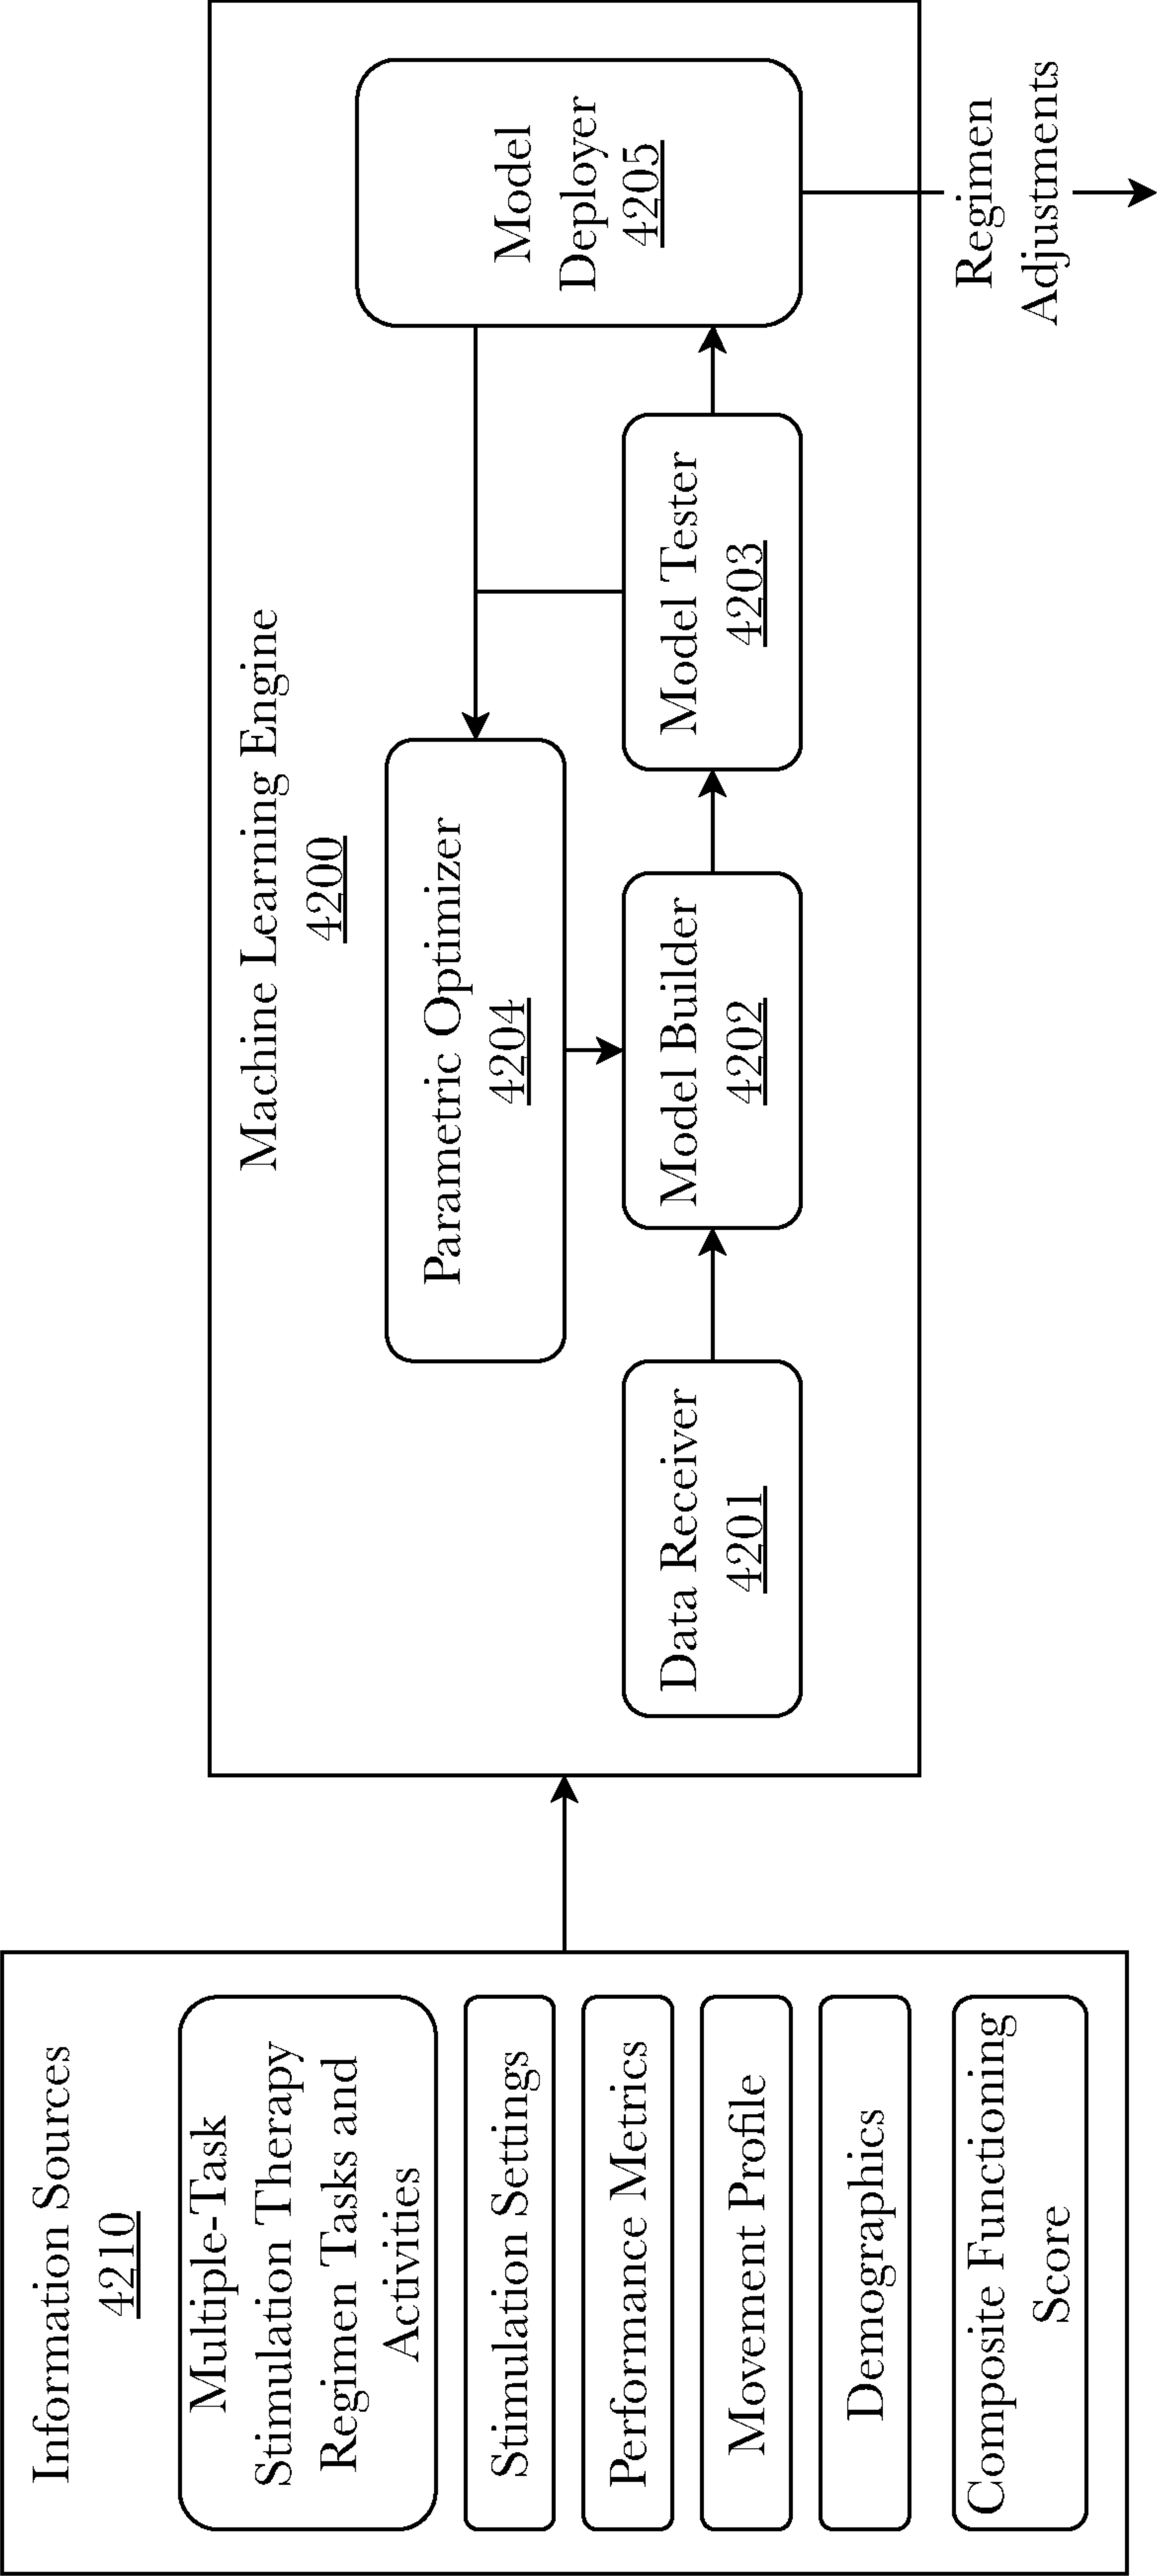 Information Sources
4210
Multiple-Task
Stimulation Therapy
Regimen Tasks and
Activities
Stimulation Settings
Performance Metrics
Movement Profile
Demographics
Composite Functioning
Score
Machine Learning Engine
4200
Parametric Optimizer
4204
Data Receiver
4201
Model Builder
4202
Model Tester
4203
Model
Deployer
4205
Regimen
Adjustments